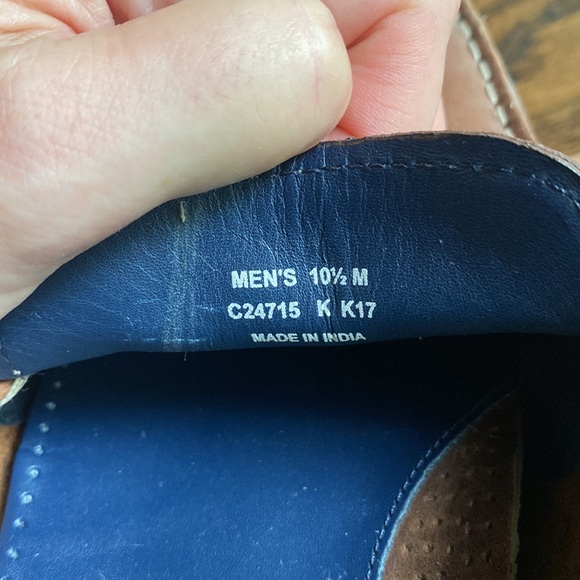 MEN'S 10½ M
C24715 K K17
MADE IN INDIA